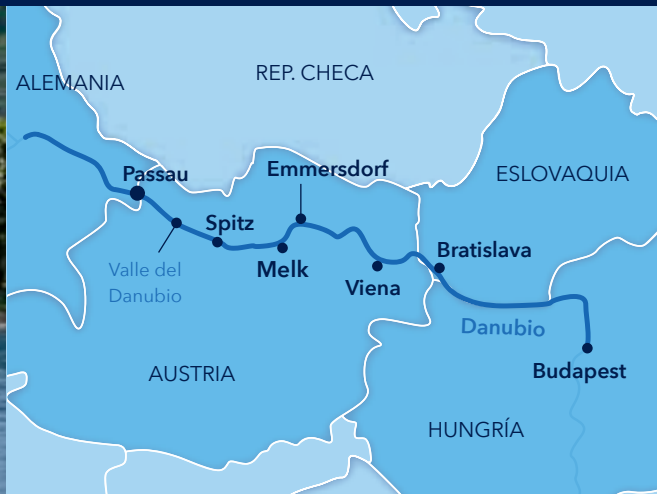 REP. CHECA
ALEMANIA
Emmersdorf
Passau
ESLOVAQUIA
Spitz
Bratislava
Valle del
Danubio
Melk
Viena
Danubio
AUSTRIA
Budapest
HUNGRÍA